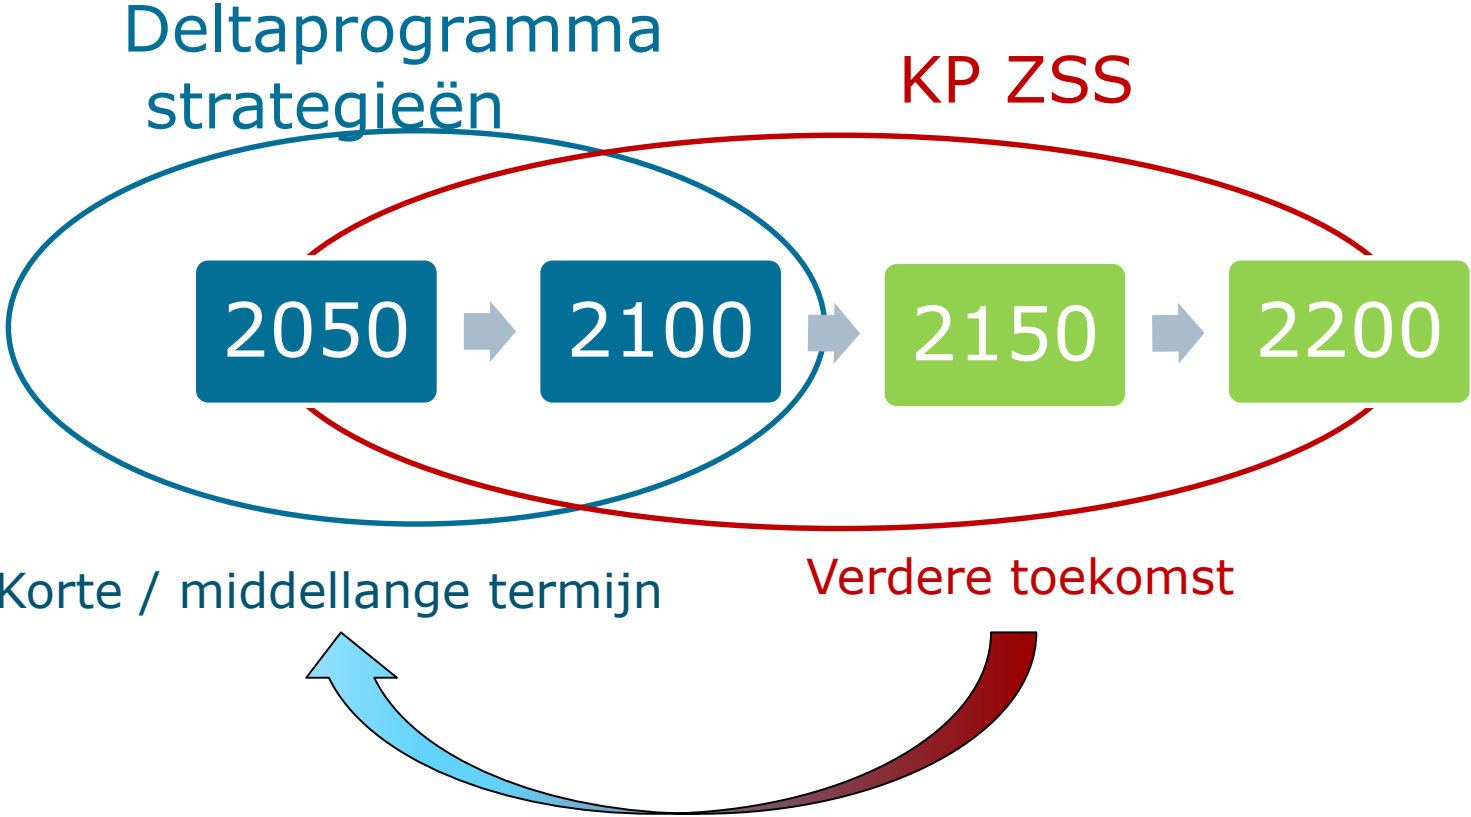 Deltaprogramma
strategieën
KP ZSS
2050
2100
2150
2200
Korte / middellange termijn
Verdere toekomst